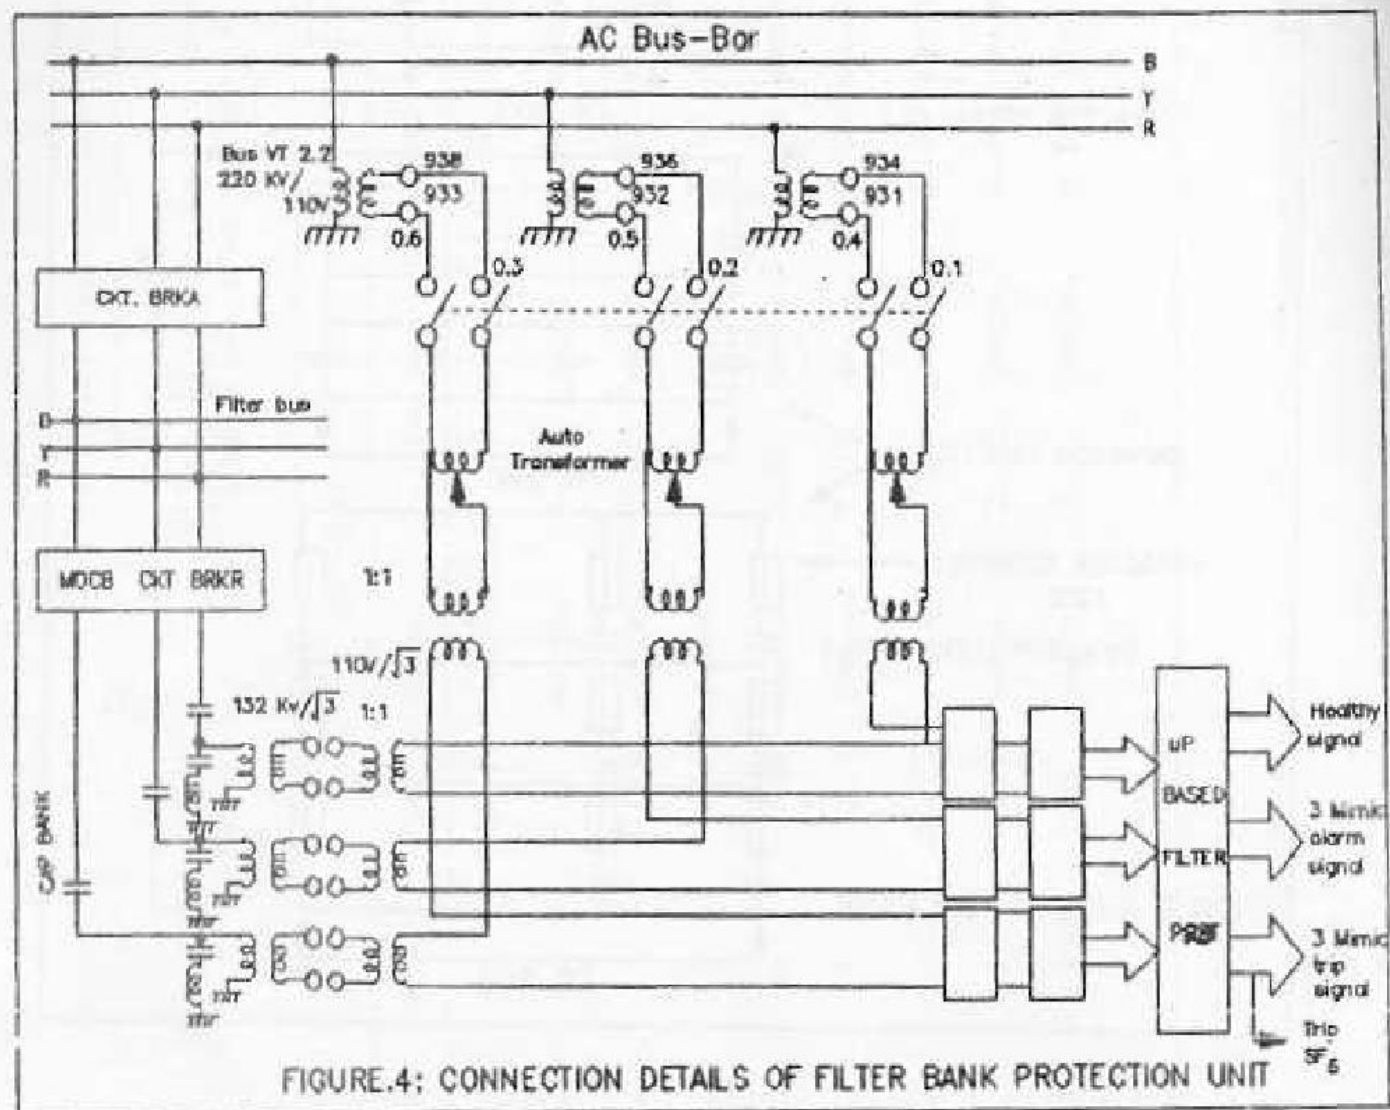 AC Bus-Bar
B
Y
R
Bus VT 2.2
220 KV/
110V
938
933
0.6
936
932
0.5
934
931
0.4
0.3
0.2
0.1
CKT. BRKA
Filter bus
Y
R
Auto
Transformer
MOCB CKT BRKR
1:1
110V/√3
132 Kv/√3
1:1
CAP BANK
uP
BASED
FILTER
Healthy
signal
3 Mimic
alarm
signal
3 Mimic
trip
signal
Trip
SF6
FIGURE.4: CONNECTION DETAILS OF FILTER BANK PROTECTION UNIT